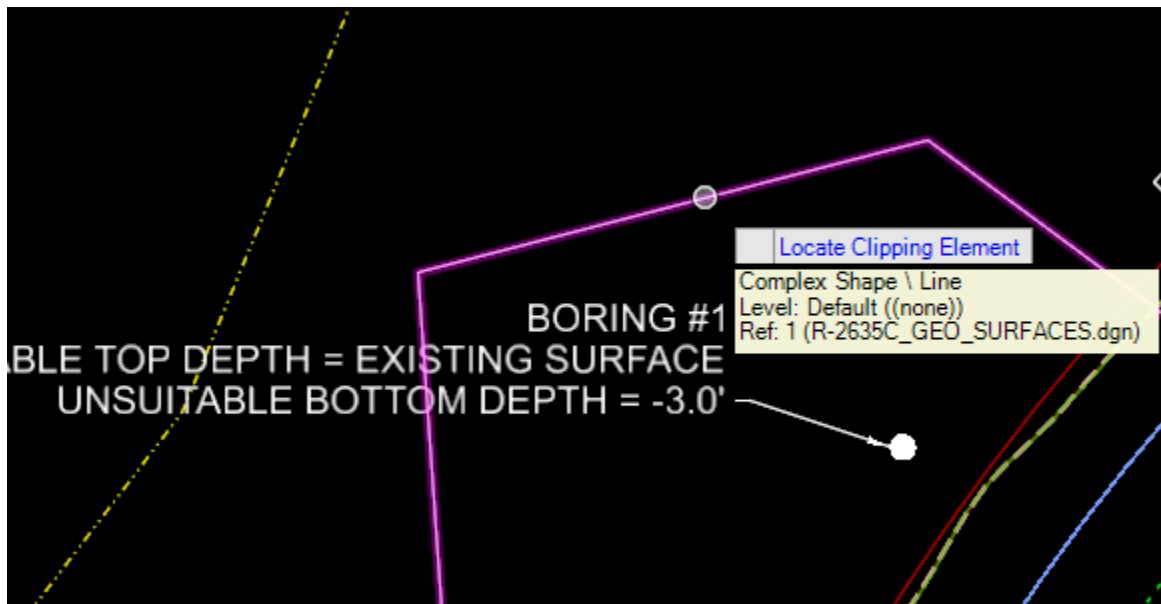 Locate Clipping Element
Complex Shape \ Line
Level: Default ((none))
Ref: 1 (R-2635C_GEO_SURFACES.dgn)
BORING #1
TOP DEPTH = EXISTING SURFACE
UNSUITABLE BOTTOM DEPTH = -3.0'